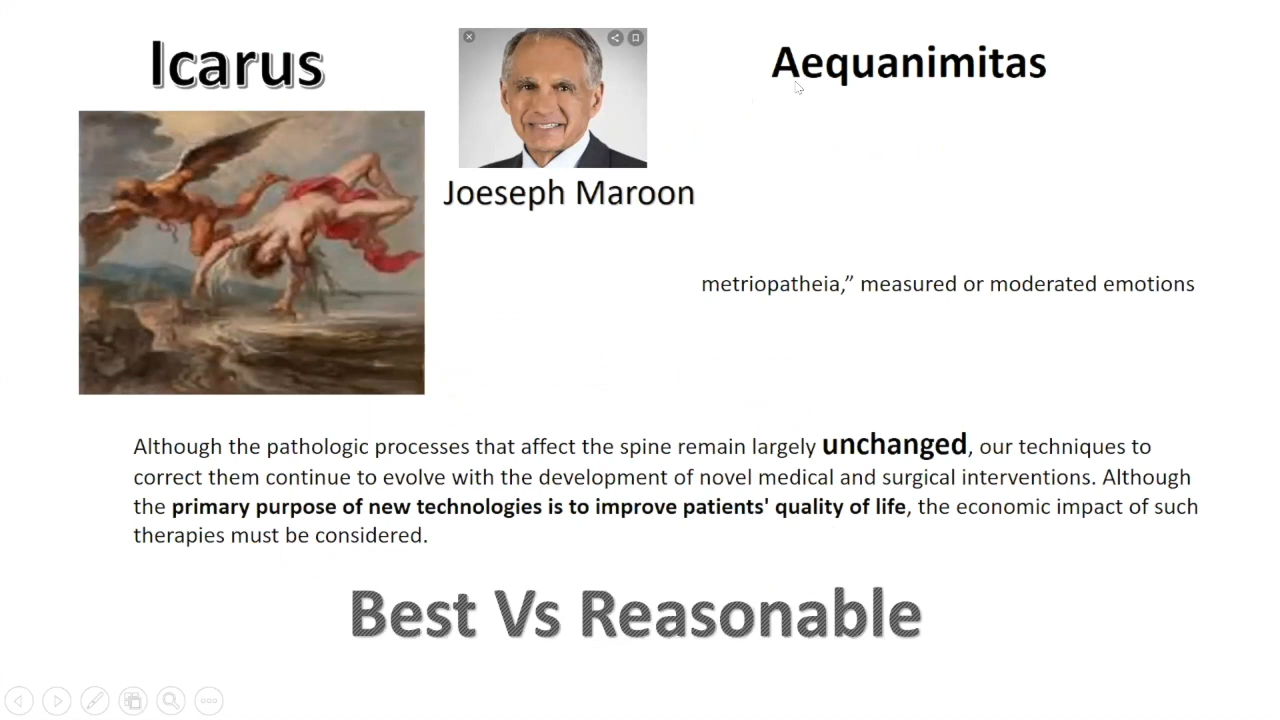 Icarus
Aequanimitas
Joeseph Maroon
metriopatheia,” measured or moderated emotions
Although the pathologic processes that affect the spine remain largely unchanged, our techniques to
correct them continue to evolve with the development of novel medical and surgical interventions. Although
the primary purpose of new technologies is to improve patients' quality of life, the economic impact of such
therapies must be considered.
Best Vs Reasonable